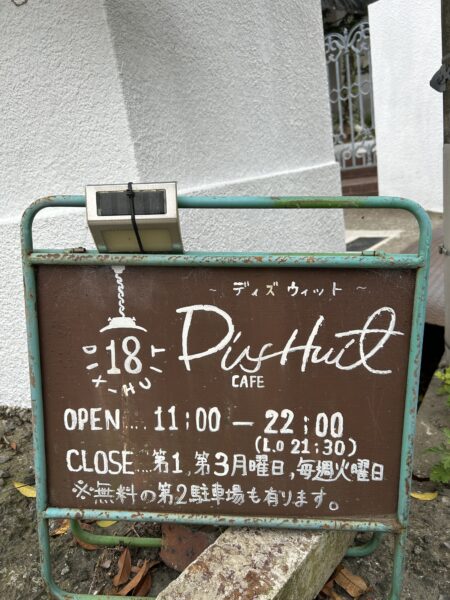 ～ ディズ ウィット ～
DIXHUIT
18
Dix Huit
CAFE
OPEN.... 11:00 ― 22:00
(L.O 21:30)
CLOSE....第1,第3月曜日,毎週火曜日
※無料の第2駐車場も有ります。